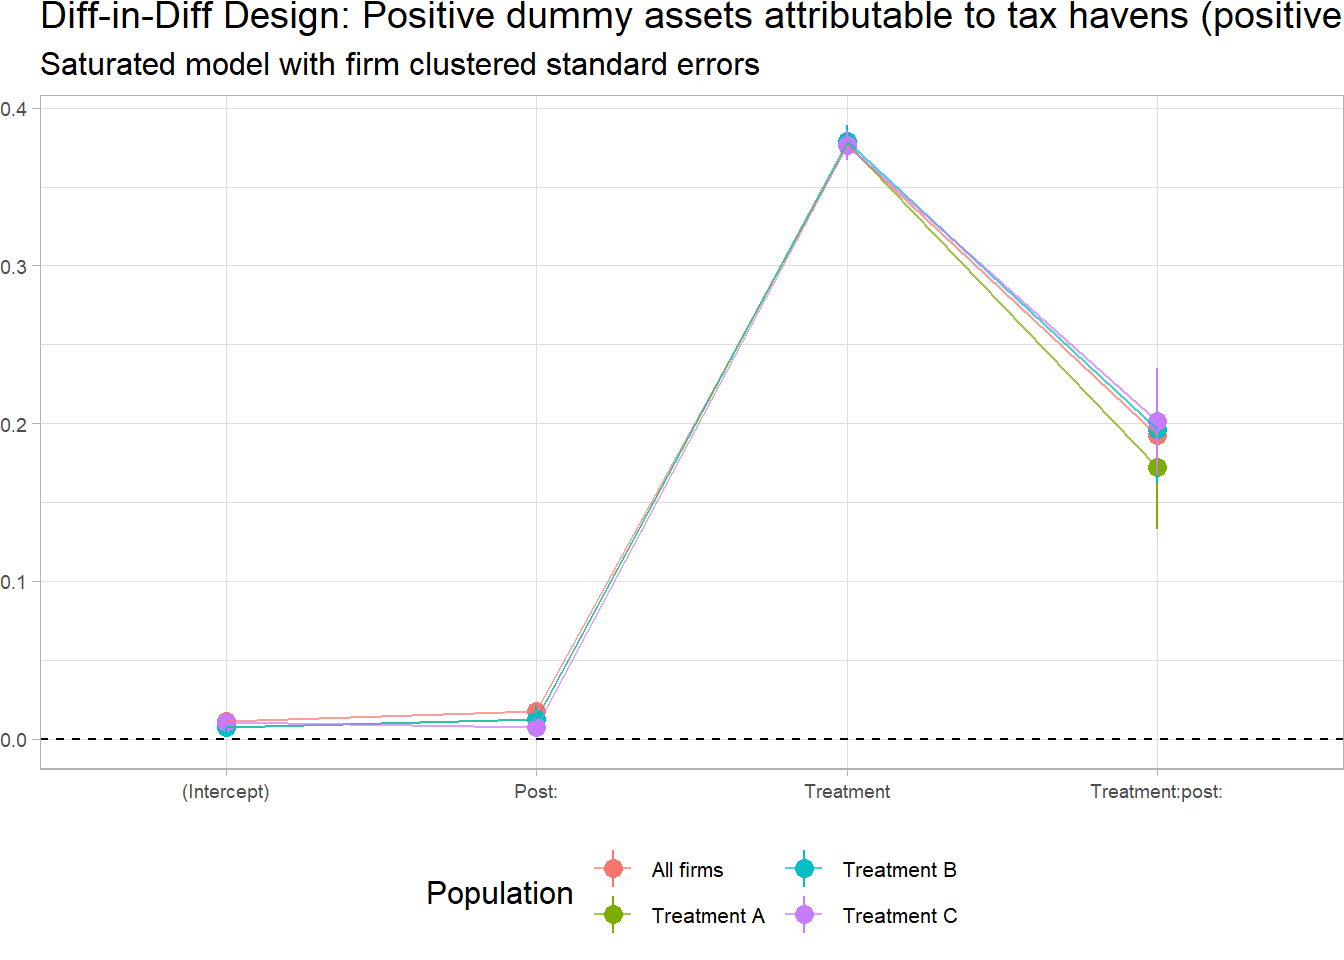 Diff-in-Diff Design: Positive dummy assets attributable to tax havens (positive
Saturated model with firm clustered standard errors
0.4
0.3
0.2
0.1
0.0
(Intercept) Post: Treatment Treatment:post:
Population
All firms Treatment B
Treatment A Treatment C